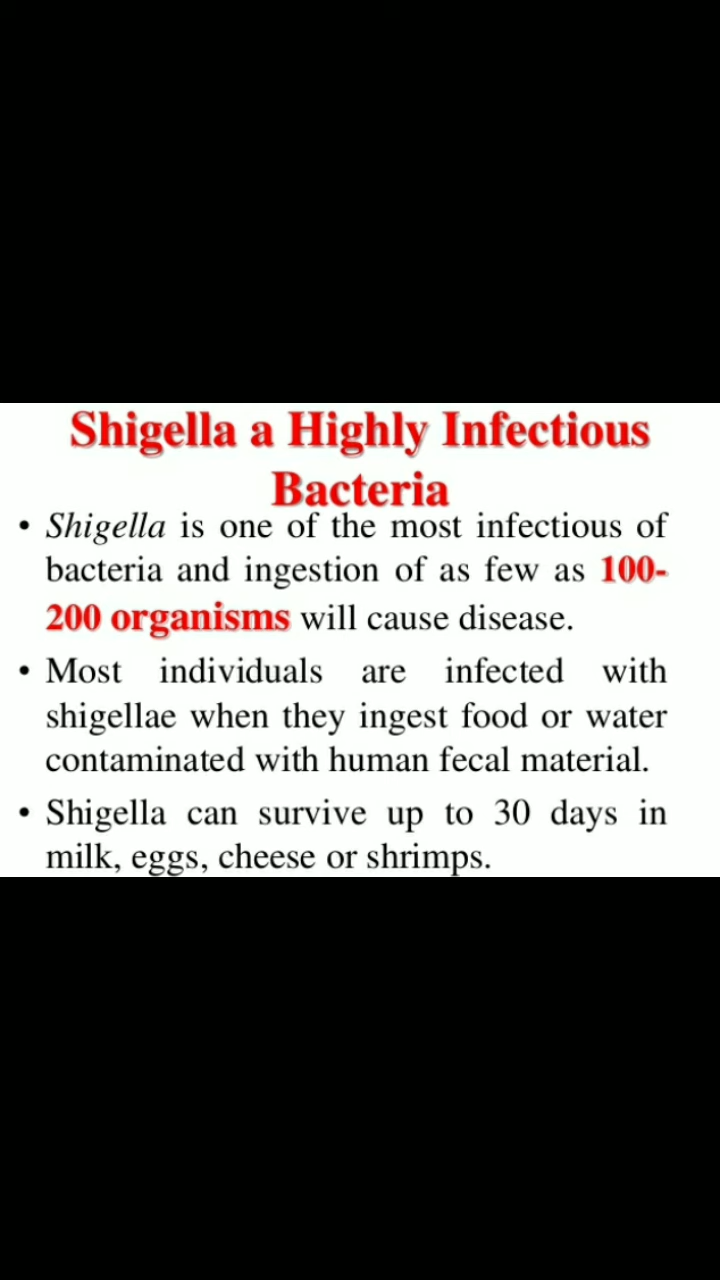 Shigella a Highly Infectious
Bacteria
• Shigella is one of the most infectious of
bacteria and ingestion of as few as 100-
200 organisms will cause disease.
• Most individuals are infected with
shigellae when they ingest food or water
contaminated with human fecal material.
• Shigella can survive up to 30 days in
milk, eggs, cheese or shrimps.